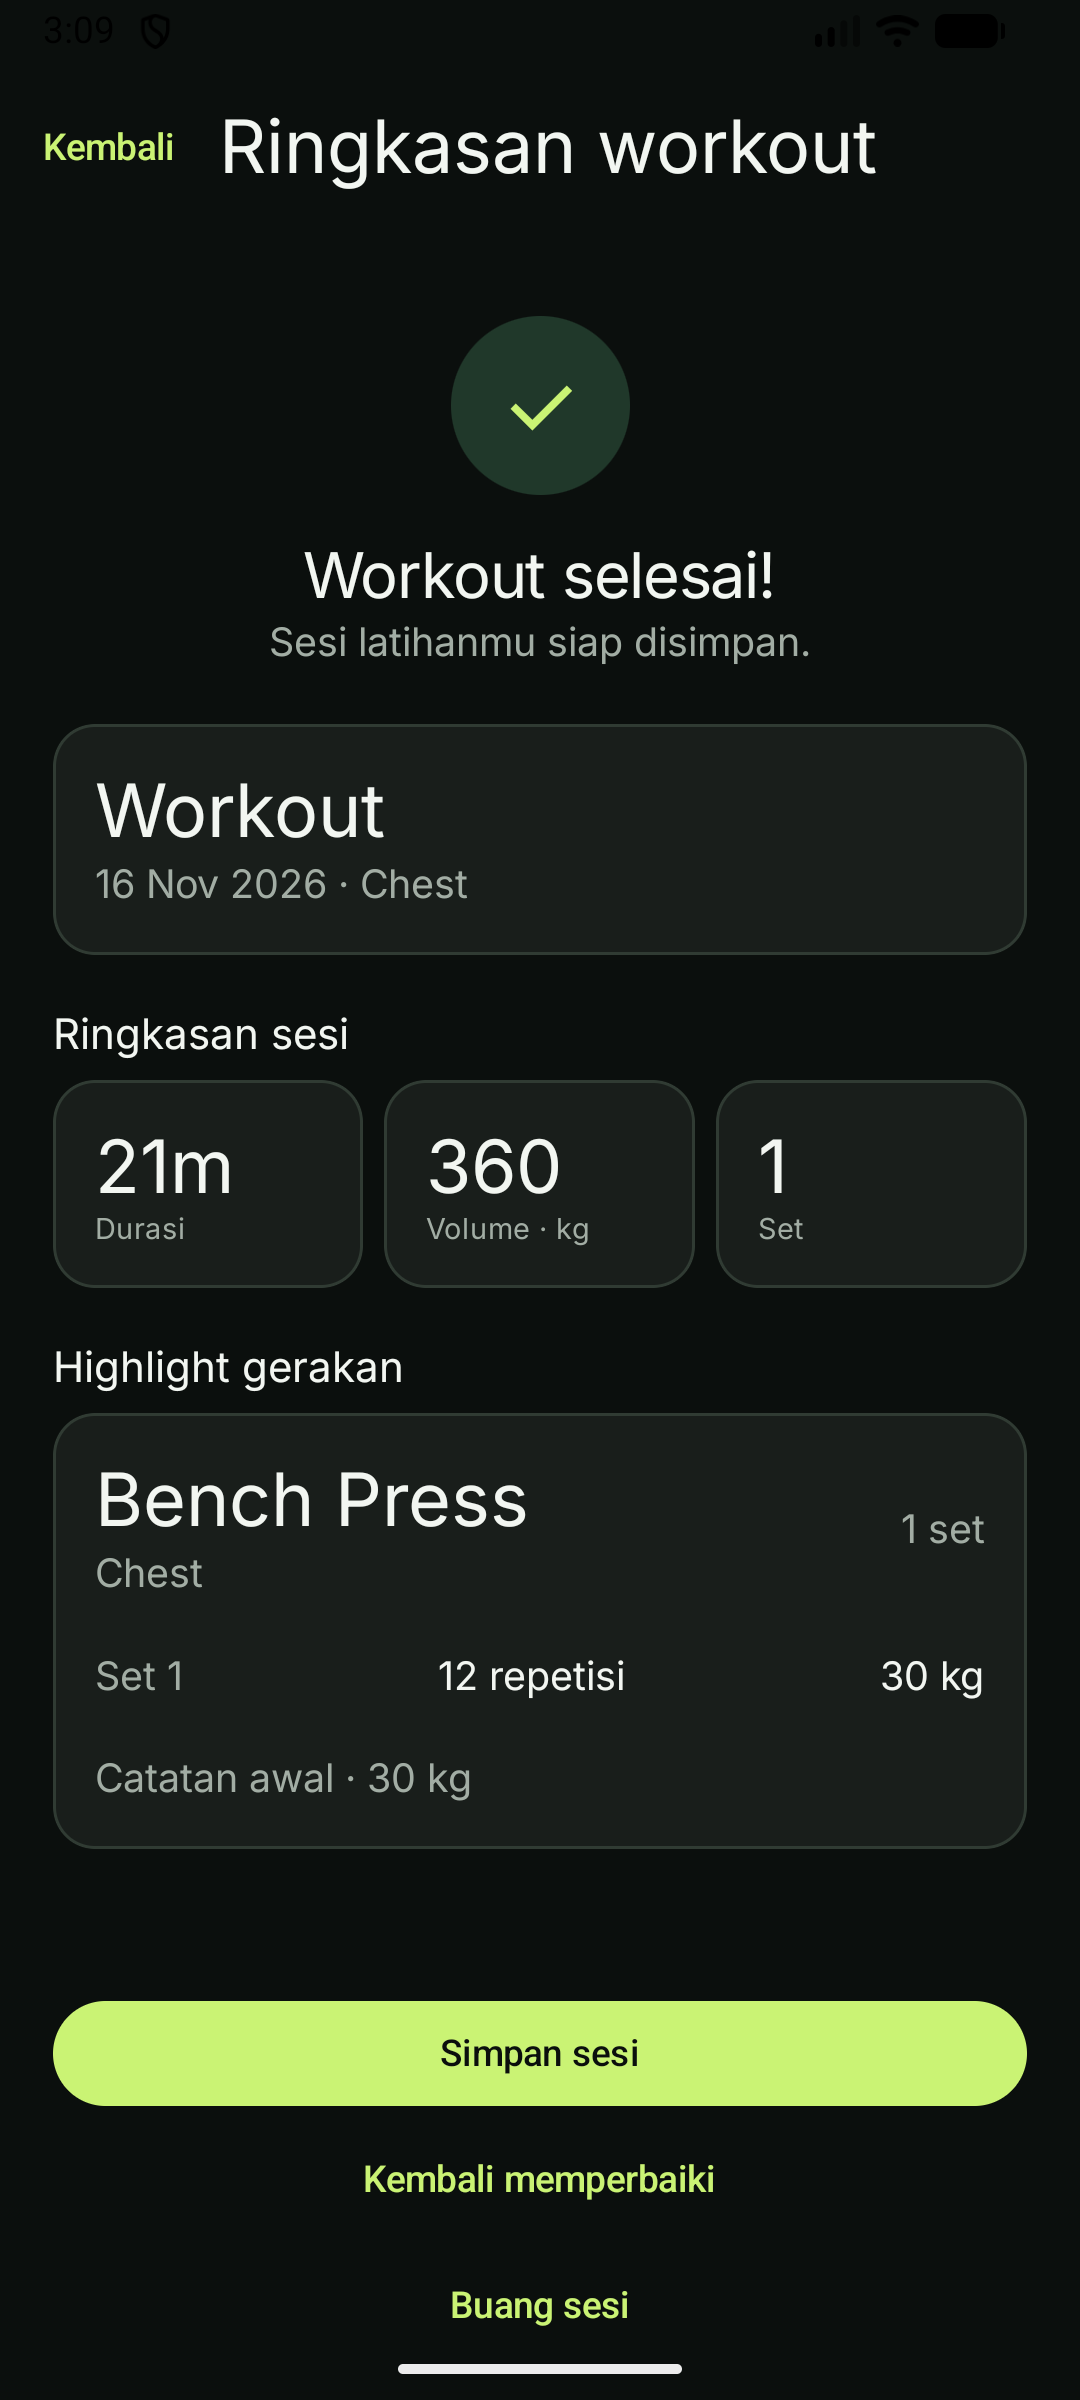 3:09
Kembali
Ringkasan workout
Workout selesai!
Sesi latihanmu siap disimpan.
Workout
16 Nov 2026 · Chest
Ringkasan sesi
21m
Durasi
360
Volume · kg
1
Set
Highlight gerakan
Bench Press
Chest
1 set
Set 1
12 repetisi
30 kg
Catatan awal · 30 kg
Simpan sesi
Kembali memperbaiki
Buang sesi